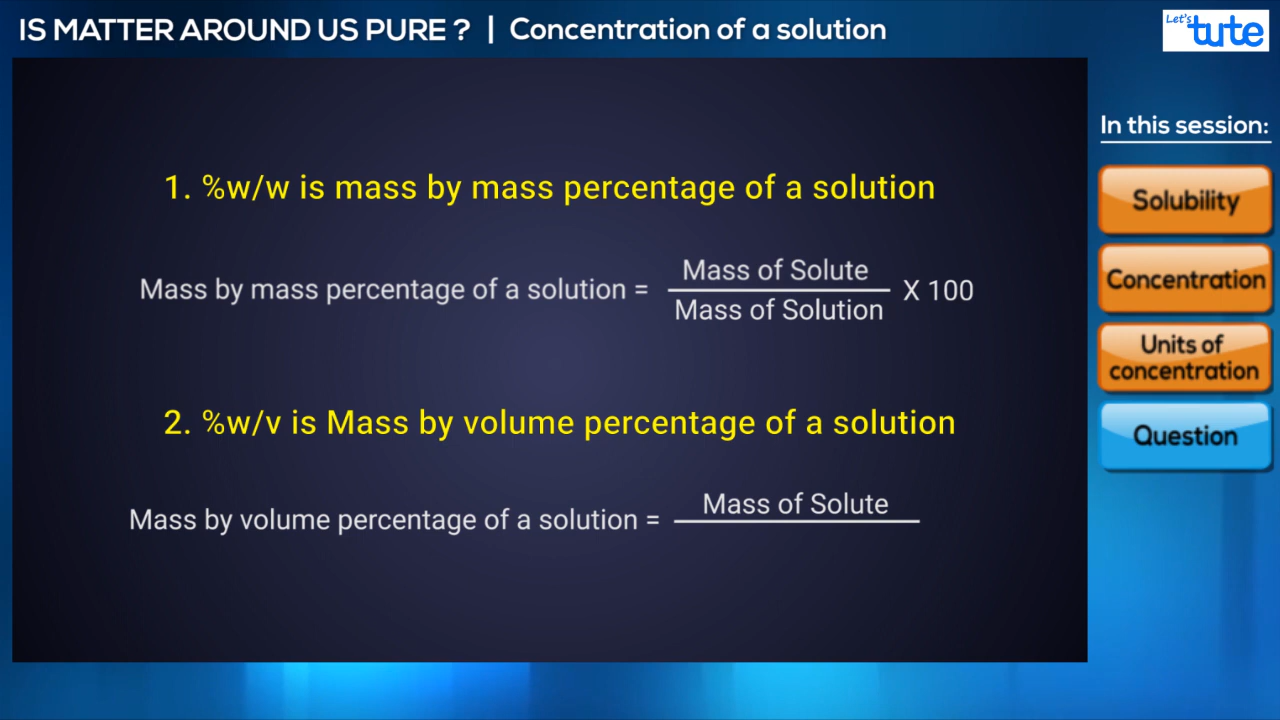 IS MATTER AROUND US PURE ? | Concentration of a solution
Let's tute
In this session:
Solubility
Concentration
Units of
concentration
Question
1. %w/w is mass by mass percentage of a solution
Mass by mass percentage of a solution = Mass of Solute
Mass of Solution
X 100
2. %w/v is Mass by volume percentage of a solution
Mass by volume percentage of a solution = Mass of Solute